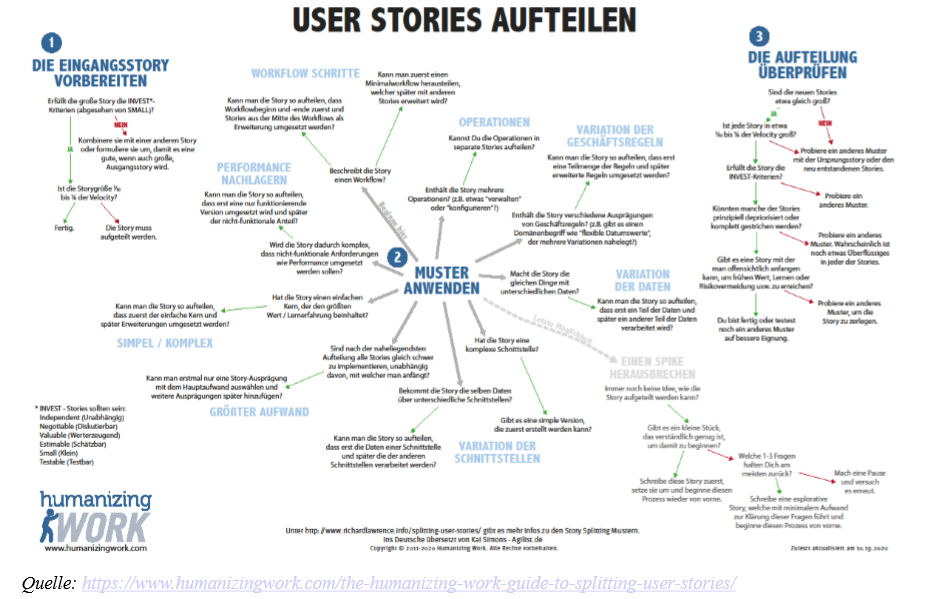 USER STORIES AUFTEILEN
1
DIE EINGANGSSTORY
VORBEREITEN
Erfüllt die große Story die INVEST*-
Kriterien (abgesehen von SMALL)?
NEIN
JA
Kombiniere sie mit einer anderen Story
oder formuliere sie um, damit es eine
gute, wenn auch große,
Ausgangsstory wird.
Ist die Storygröße ⅒
bis ⅙ der Velocity?
Fertig.
Die Story muss
aufgeteilt werden.
2
MUSTER
ANWENDEN
Beginne hier
WORKFLOW SCHRITTE
Kann man die Story so aufteilen, dass
Workflowbeginn und -ende zuerst und
Stories aus der Mitte des Workflows als
Erweiterung umgesetzt werden?
Kann man zuerst einen
Minimalworkflow herausteilen,
welcher später mit anderen
Stories erweitert wird?
Beschreibt die Story
einen Workflow?
OPERATIONEN
Kannst Du die Operationen in
separate Stories aufteilen?
Enthält die Story mehrere
Operationen? (z.B. etwas "verwalten"
oder "konfigurieren"?)
VARIATION DER
GESCHÄFTSREGELN
Kann man die Story so aufteilen, dass erst
eine Teilmenge der Regeln und später
erweiterte Regeln umgesetzt werden?
Enthält die Story verschiedene Ausprägungen
von Geschäftsregeln? (z.B. gibt es einen
Domänenbegriff wie "flexible Datumswerte",
der mehrere Variationen nahelegt?)
PERFORMANCE
NACHLAGERN
Kann man die Story so aufteilen,
dass erst eine nur funktionierende
Version umgesetzt wird und später
der nicht-funktionale Anteil?
Wird die Story dadurch komplex,
dass nicht-funktionale Anforderungen
wie Performance umgesetzt
werden sollen?
Macht die Story die
gleichen Dinge mit
unterschiedlichen Daten?
VARIATION
DER DATEN
Kann man die Story so aufteilen,
dass erst ein Teil der Daten und
später ein anderer Teil der Daten
verarbeitet wird?
Hat die Story einen einfachen
Kern, der den größten
Wert / Lernerfahrung beinhaltet?
Kann man die Story so aufteilen,
dass zuerst der einfache Kern und
später Erweiterungen umgesetzt werden?
SIMPEL / KOMPLEX
Sind nach der naheliegendsten
Aufteilung alle Stories gleich schwer
zu implementieren, unabhängig
davon, mit welcher man anfängt?
Kann man erstmal nur eine Story-Ausprägung
mit dem Hauptaufwand auswählen und
weitere Ausprägungen später hinzufügen?
GRÖßTER AUFWAND
Hat die Story eine
komplexe Schnittstelle?
Bekommt die Story die selben Daten
über unterschiedliche Schnittstellen?
Gibt es eine simple Version,
die zuerst erstellt werden kann?
VARIATION DER
SCHNITTSTELLEN
Kann man die Story so aufteilen,
dass erst die Daten einer Schnittstelle
und später die der anderen
Schnittstellen verarbeitet werden?
Letzte Möglichkeit
EINEN SPIKE
HERAUSBRECHEN
Immer noch keine Idee, wie die
Story aufgeteilt werden kann?
Gibt es ein kleine Stück,
das verständlich genug ist,
um damit zu beginnen?
Schreibe diese Story zuerst,
setze sie um und beginne diesen
Prozess wieder von vorne.
Welche 1-3 Fragen
halten Dich am
meisten zurück?
Mach eine Pause
und versuch
es erneut.
Schreibe eine explorative
Story, welche mit minimalem Aufwand
zur Klärung dieser Fragen führt und
beginne diesen Prozess von vorne.
3
DIE AUFTEILUNG
ÜBERPRÜFEN
Sind die neuen Stories
etwa gleich groß?
JA
NEIN
Ist jede Story in etwa
⅒ bis ⅙ der Velocity groß?
Probiere ein anderes Muster
mit der Ursprungsstory oder den
neu entstandenen Stories.
Erfüllt die Story die
INVEST-Kriterien?
Probiere ein
anderes Muster.
Könnten manche der Stories
prinzipiell depriorisiert oder
komplett gestrichen werden?
Probiere ein anderes
Muster. Wahrscheinlich ist
noch etwas Überflüssiges
in jeder der Stories.
Gibt es eine Story mit der
man offensichtlich anfangen
kann, um frühen Wert, Lernen oder
Risikovermeidung usw. zu erreichen?
Probiere ein anderes
Muster, um die
Story zu zerlegen.
Du bist fertig oder testest
noch ein anderes Muster
auf bessere Eignung.
* INVEST - Stories sollten sein:
Independent (Unabhängig)
Negotiable (Diskutierbar)
Valuable (Werterzeugend)
Estimable (Schätzbar)
Small (Klein)
Testable (Testbar)
humanizing
WORK
www.humanizingwork.com
Unter http://www.richardlawrence.info/splitting-user-stories/ gibt es mehr Infos zu den Story Splitting Mustern.
Ins Deutsche übersetzt von Kai Simons - Agilist.de
Copyright © 2011-2020 Humanizing Work. Alle Rechte vorbehalten.
Zuletzt aktualisiert am 10.19.2020
Quelle: https://www.humanizingwork.com/the-humanizing-work-guide-to-splitting-user-stories/